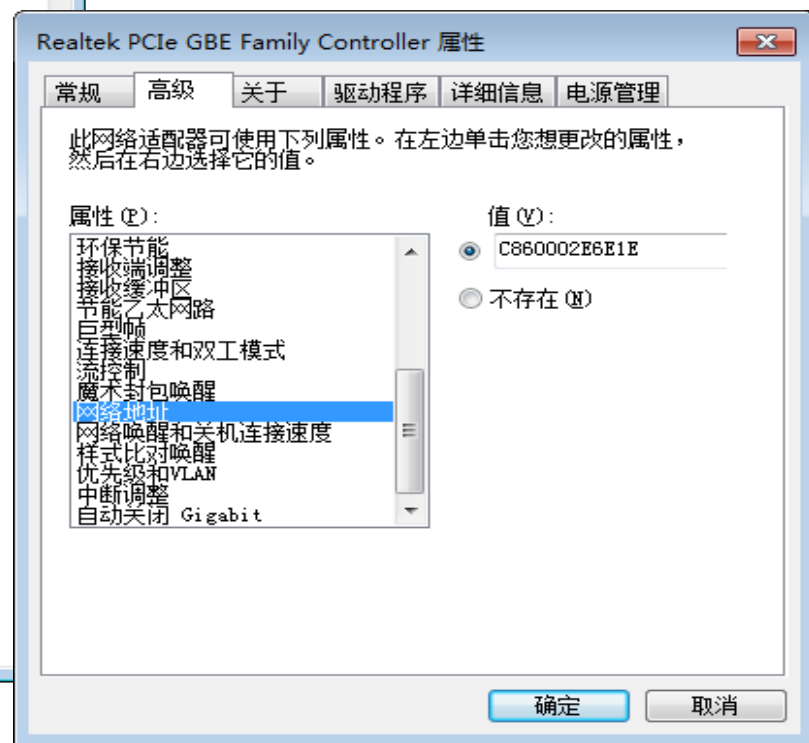 Realtek PCIe GBE Family Controller 属性
常规 高级 关于 驱动程序 详细信息 电源管理
此网络适配器可使用下列属性。在左边单击您想更改的属性，
然后在右边选择它的值。
属性(P):
环保节能
接收端调整
接收缓冲区
节能乙太网路
巨型帧
连接速度和双工模式
流控制
魔术封包唤醒
网络地址
网络唤醒和关机连接速度
样式比对唤醒
优先级和VLAN
中断调整
自动关闭 Gigabit
值(V):
C860002E6E1E
不存在(N)
确定 取消